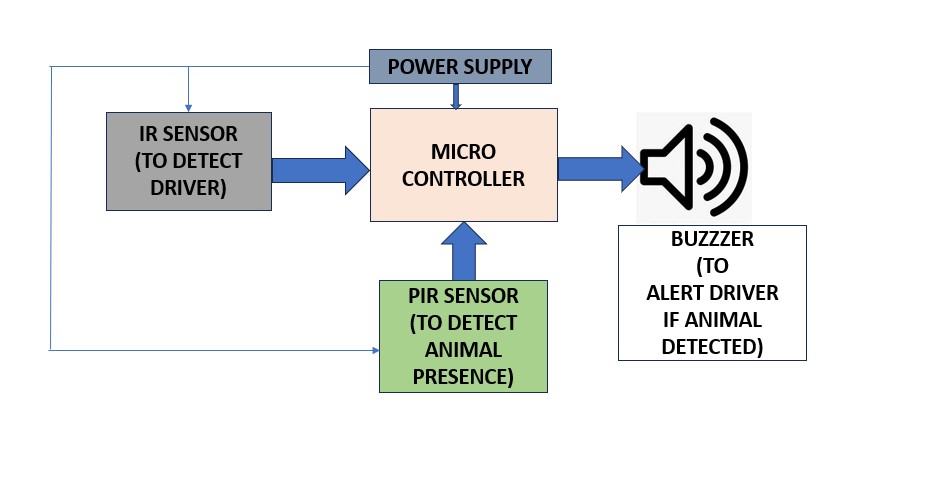 POWER SUPPLY
IR SENSOR
(TO DETECT
DRIVER)
MICRO
CONTROLLER
BUZZZER
(TO
ALERT DRIVER
IF ANIMAL
DETECTED)
PIR SENSOR
(TO DETECT
ANIMAL
PRESENCE)